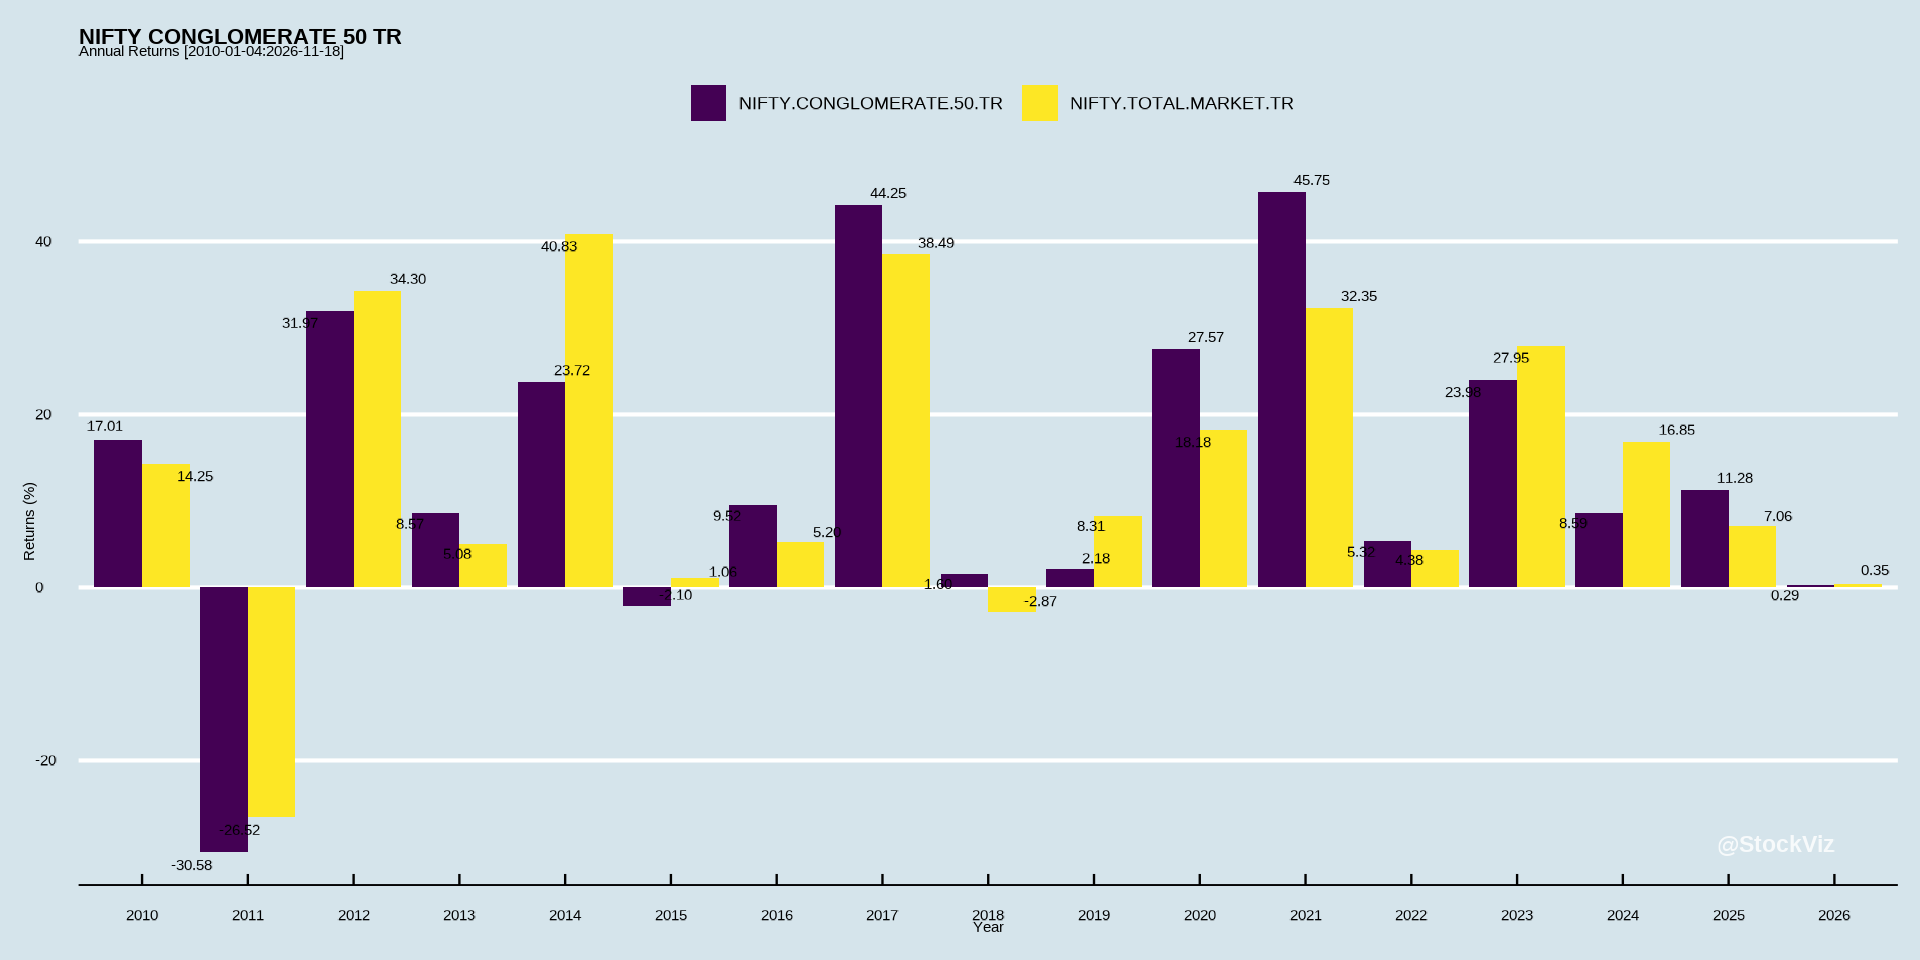 NIFTY CONGLOMERATE 50 TR
Annual Returns [2010-01-04:2026-11-18]
NIFTY.CONGLOMERATE.50.TR NIFTY.TOTAL.MARKET.TR
45.75
44.25
40 40.83 38.49
34.30
31.97 32.35
27.57
27.95
23.72
23.98
20
17.01 16.85
14.25 18.18
11.28
9.52 7.06
8.57 8.31 8.59
5.08 5.20 5.32 4.38
2.18
1.06 1.60 0.35
0
-2.10 -2.87 0.29
Returns (%)
-20
-26.52
-30.58
@StockViz
2010 2011 2012 2013 2014 2015 2016 2017 2018 2019 2020 2021 2022 2023 2024 2025 2026
Year